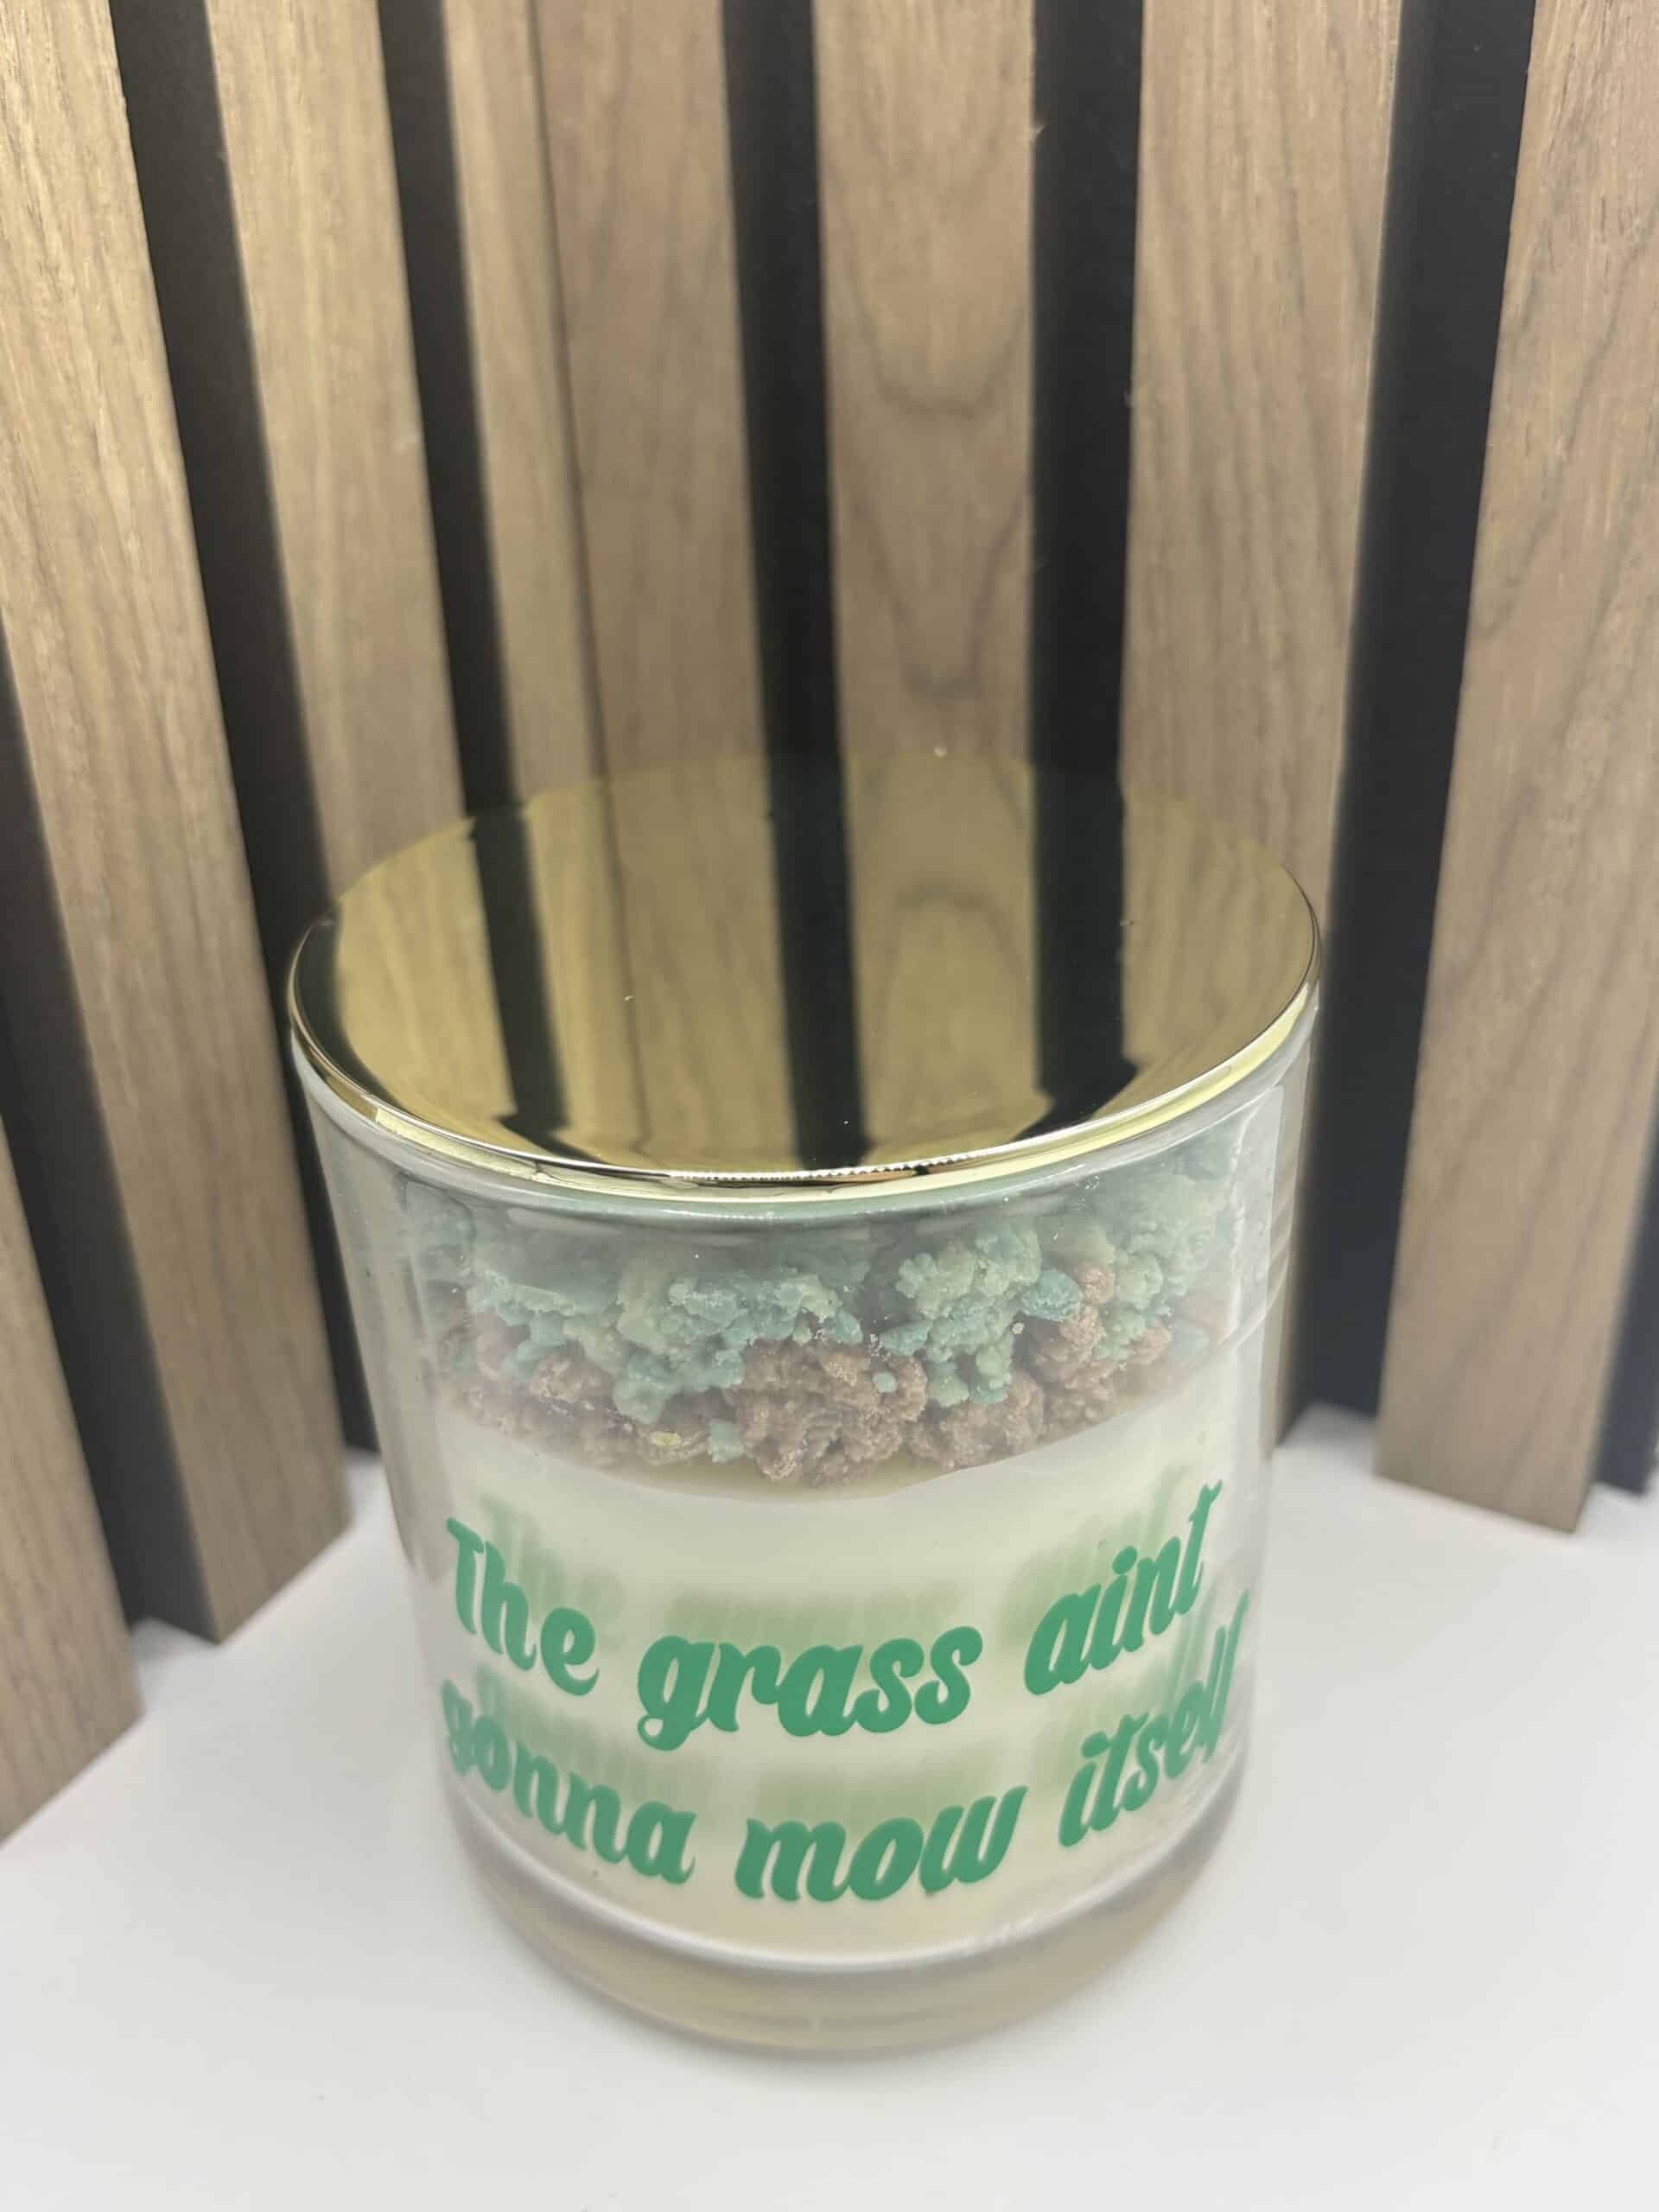 The grass aint
gonna mow itself